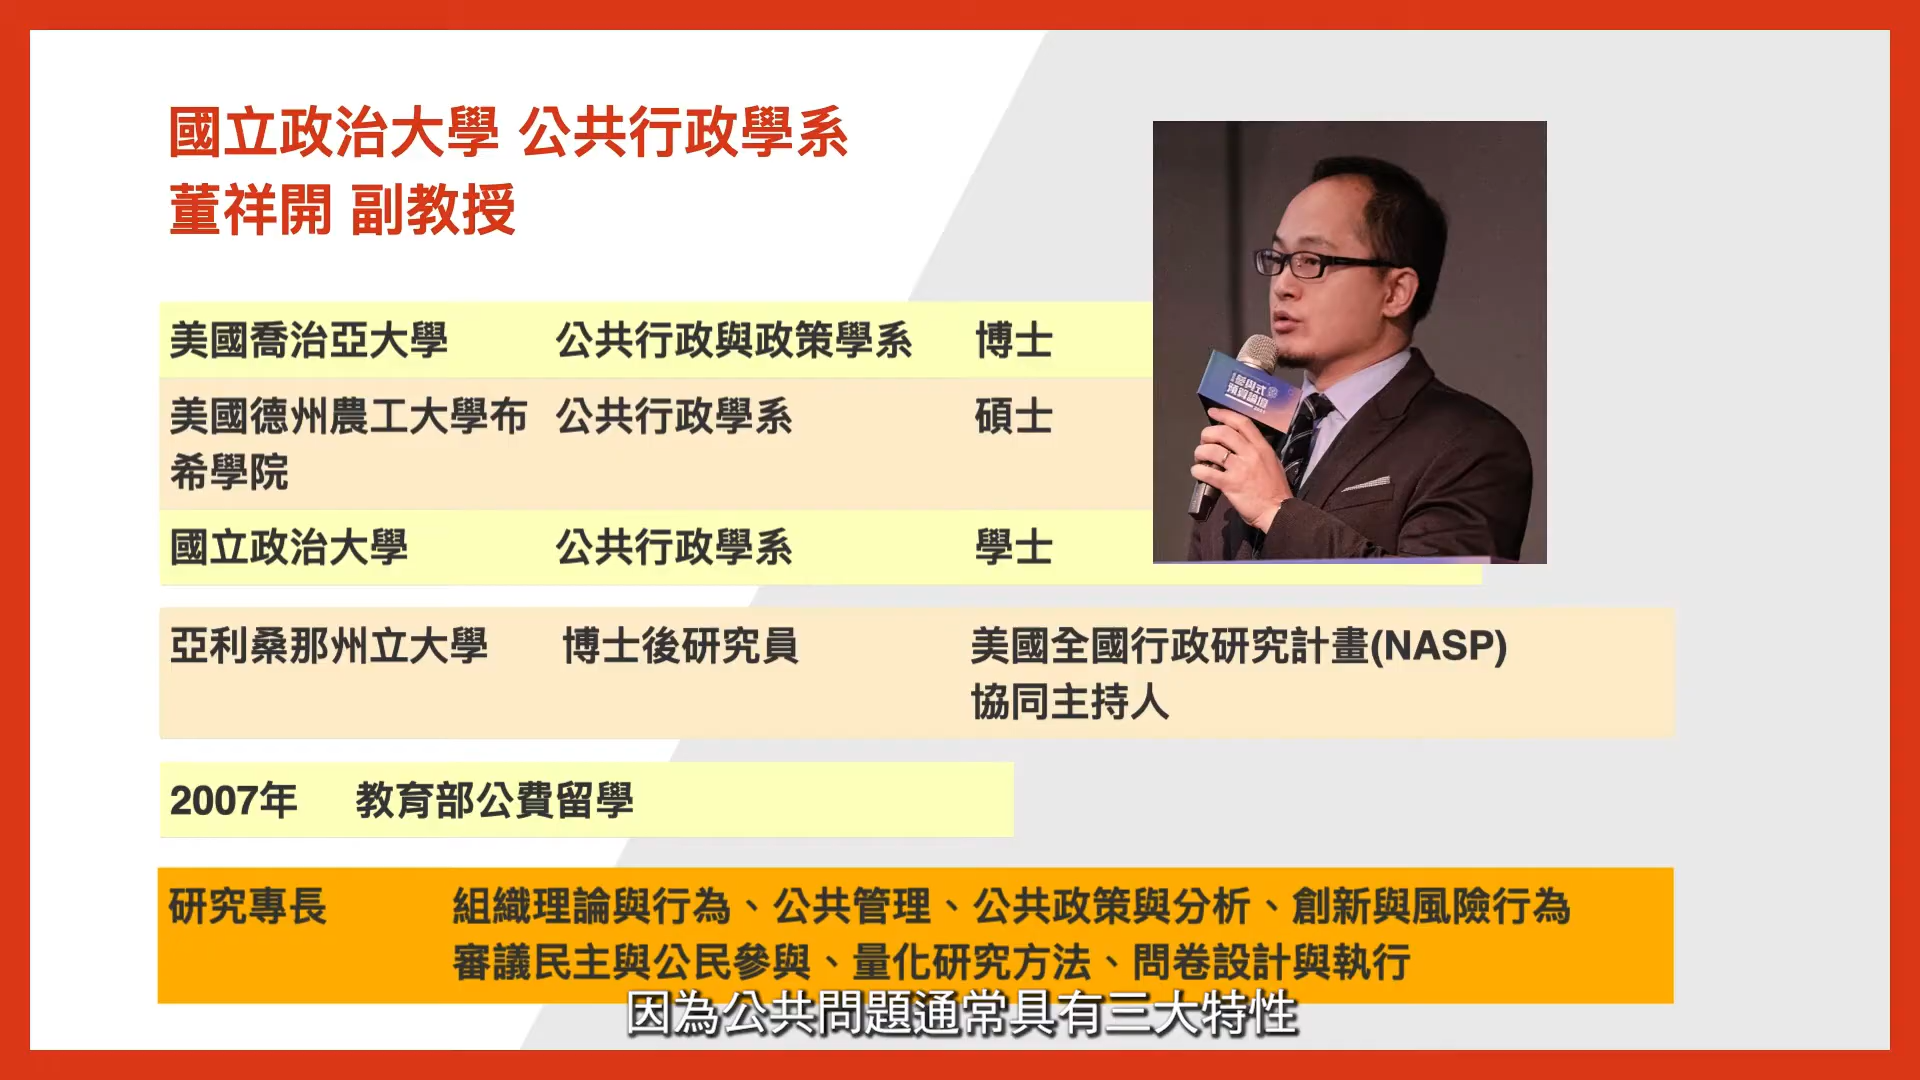 國立政治大學 公共行政學系
董祥開 副教授
美國喬治亞大學 公共行政與政策學系 博士
美國德州農工大學布希學院 公共行政學系 碩士
國立政治大學 公共行政學系 學士
參與式
預算論壇
亞利桑那州立大學 博士後研究員 美國全國行政研究計畫(NASP)
協同主持人
2007年 教育部公費留學
研究專長 組織理論與行為、公共管理、公共政策與分析、創新與風險行為
審議民主與公民參與、量化研究方法、問卷設計與執行
因為公共問題通常具有三大特性